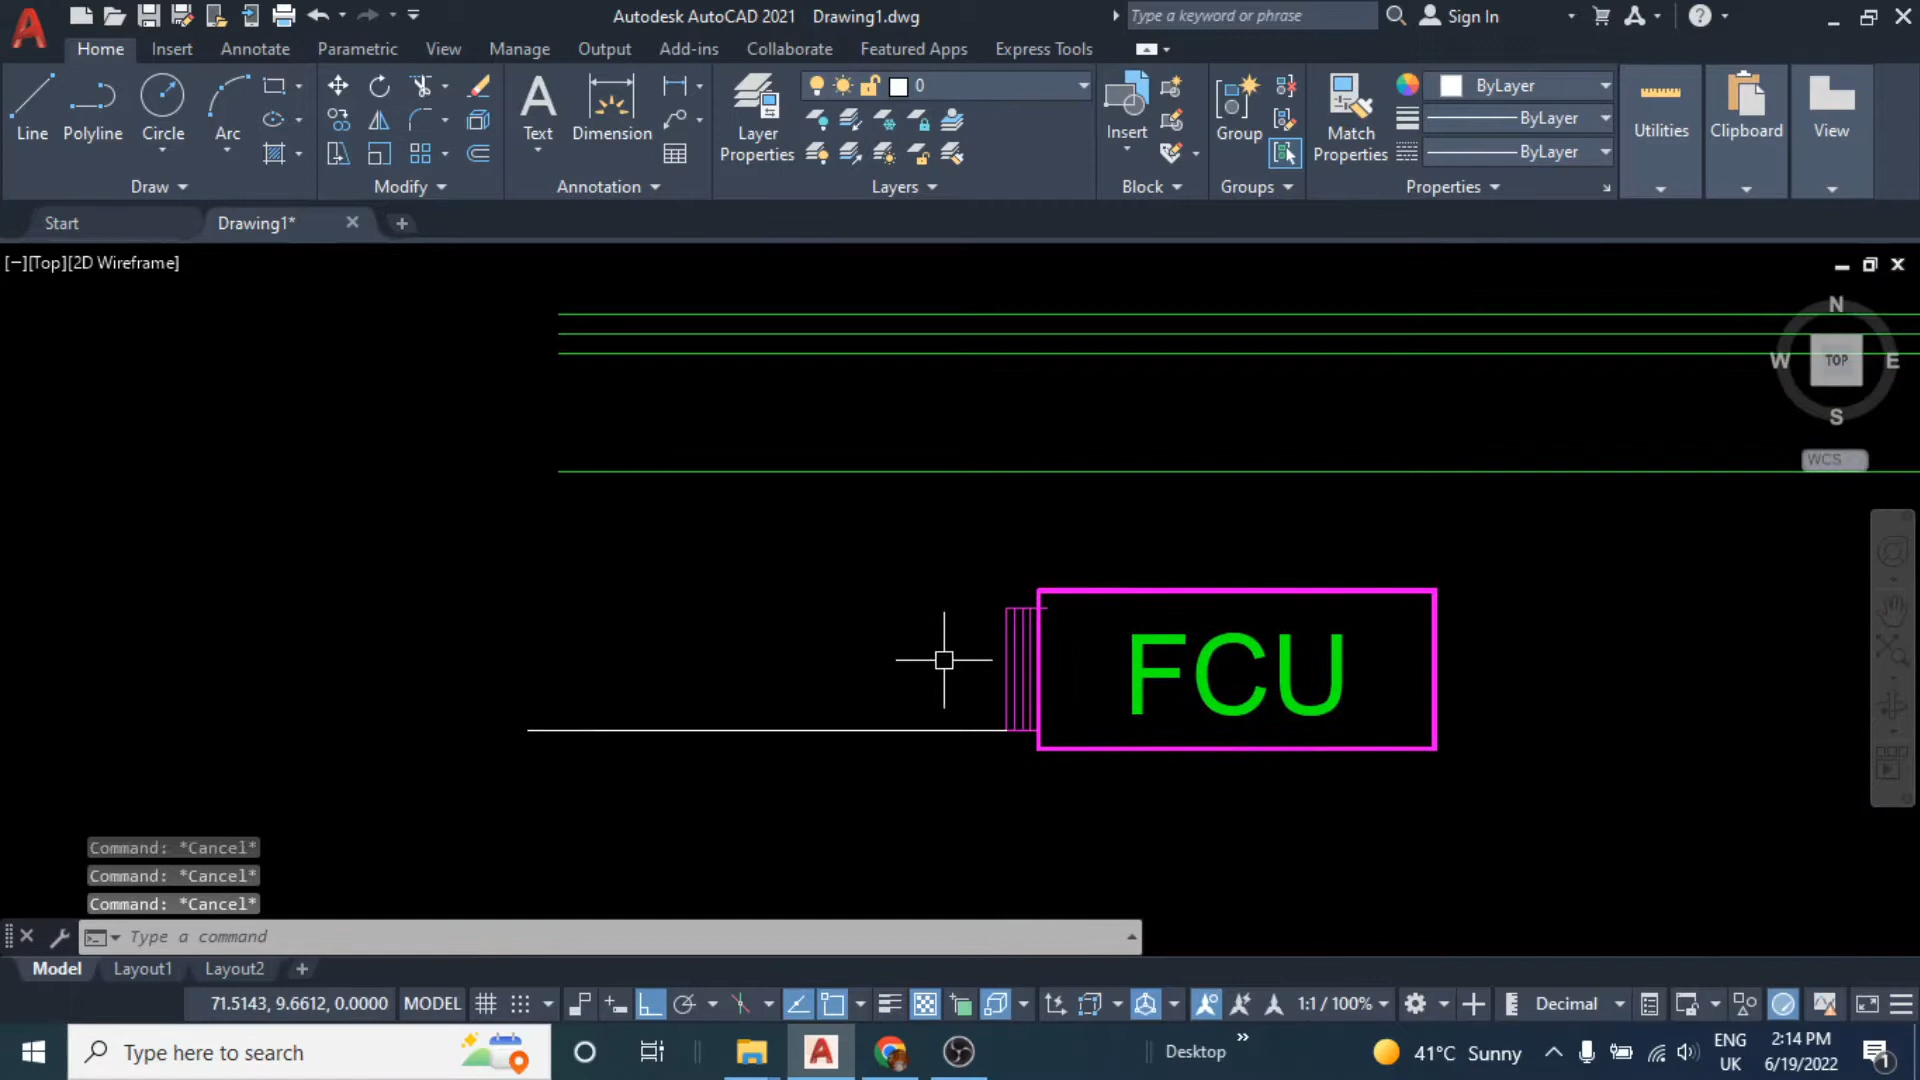 Autodesk AutoCAD 2021 Drawing1.dwg
Type a keyword or phrase
Sign In
Home Insert Annotate Parametric View Manage Output Add-ins Collaborate Featured Apps Express Tools
0
ByLayer
Line Polyline Circle Arc
Text Dimension
Layer Properties
Insert
Group
Match Properties
ByLayer
ByLayer
Utilities Clipboard View
Draw Modify Annotation Layers Block Groups Properties
Start Drawing1*
[−][Top][2D Wireframe]
N
W TOP E
S
WCS
FCU
Command: *Cancel*
Command: *Cancel*
Command: *Cancel*
Type a command
Model Layout1 Layout2
71.5143, 9.6612, 0.0000 MODEL 1:1 / 100% Decimal
Type here to search
Desktop
41°C Sunny
ENG
UK
2:14 PM
6/19/2022
1